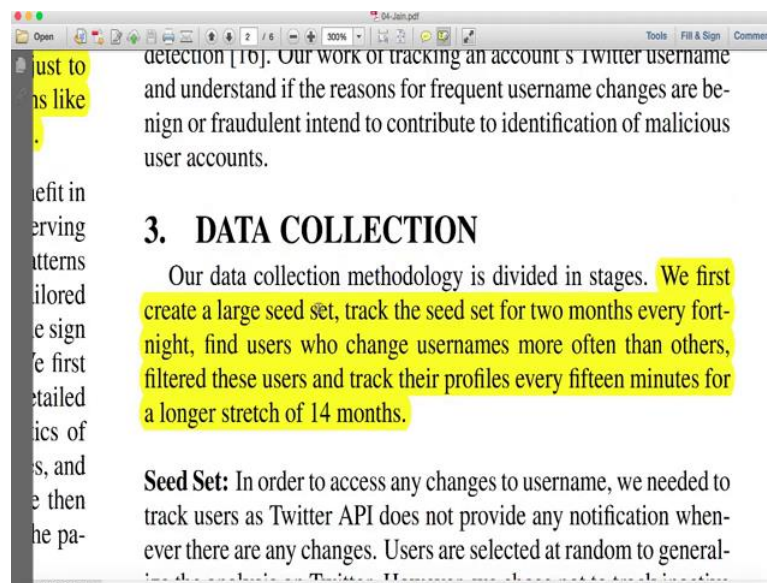 04-Jain.pdf
Open 2 / 6 300% Tools Fill & Sign Commen
just to
ns like
.
nefit in
erving
atterns
ilored
e sign
e first
etailed
tics of
es, and
e then
he pa-
detection [16]. Our work of tracking an account's Twitter username
and understand if the reasons for frequent username changes are be-
nign or fraudulent intend to contribute to identification of malicious
user accounts.
3. DATA COLLECTION
Our data collection methodology is divided in stages. We first
create a large seed set, track the seed set for two months every fort-
night, find users who change usernames more often than others,
filtered these users and track their profiles every fifteen minutes for
a longer stretch of 14 months.
Seed Set: In order to access any changes to username, we needed to
track users as Twitter API does not provide any notification when-
ever there are any changes. Users are selected at random to general-